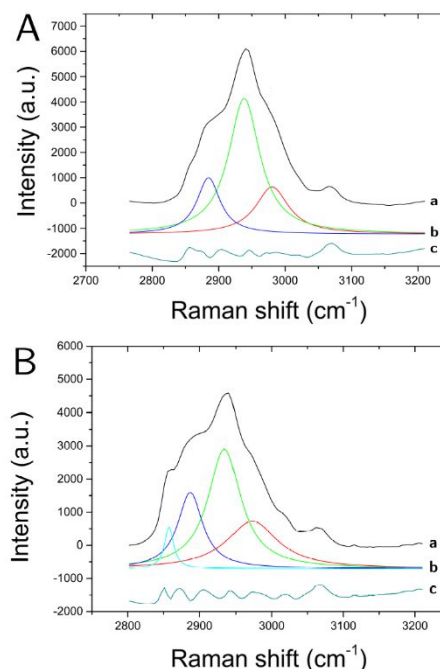 A
7000
6000
5000
4000
3000
2000
1000
0
-1000
-2000
a
b
c
2700 2800 2900 3000 3100 3200
Intensity (a.u.)
Raman shift (cm-1)
B
6000
5000
4000
3000
2000
1000
0
-1000
-2000
a
b
c
2800 2900 3000 3100 3200
Intensity (a.u.)
Raman shift (cm-1)